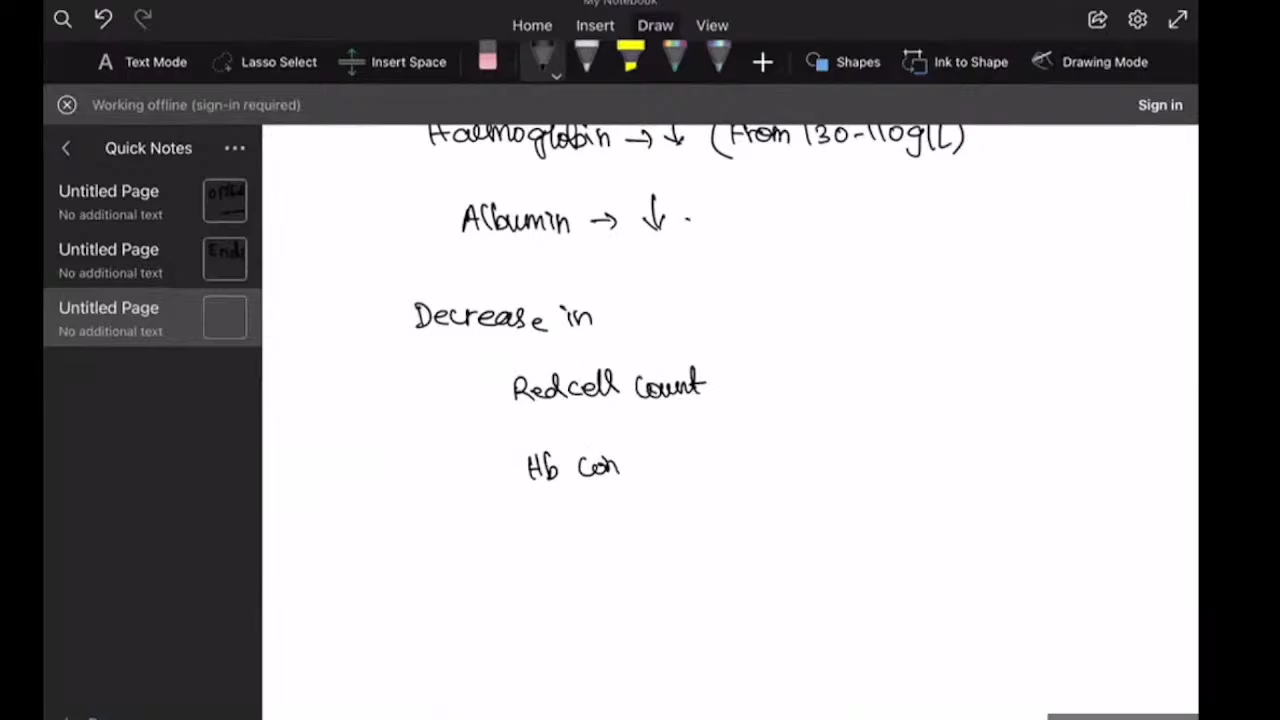 My Notebook
Home Insert Draw View
Text Mode Lasso Select Insert Space Shapes Ink to Shape Drawing Mode
Working offline (sign-in required) Sign in
Quick Notes
Untitled Page
No additional text
Untitled Page
No additional text
Untitled Page
No additional text
Haemoglobin → ↓ (From 130-110g/L)
Albumin → ↓
Decrease in
Redcell count
Hb con